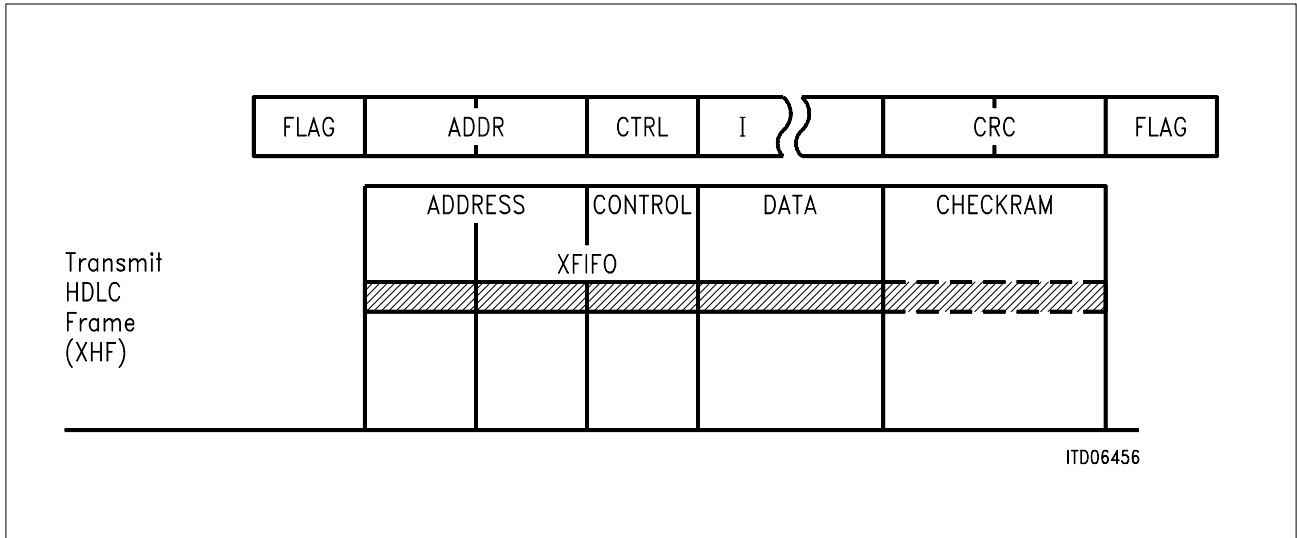 FLAG ADDR CTRL I CRC FLAG
ADDRESS CONTROL DATA CHECKRAM
XFIFO
Transmit
HDLC
Frame
(XHF)
ITD06456